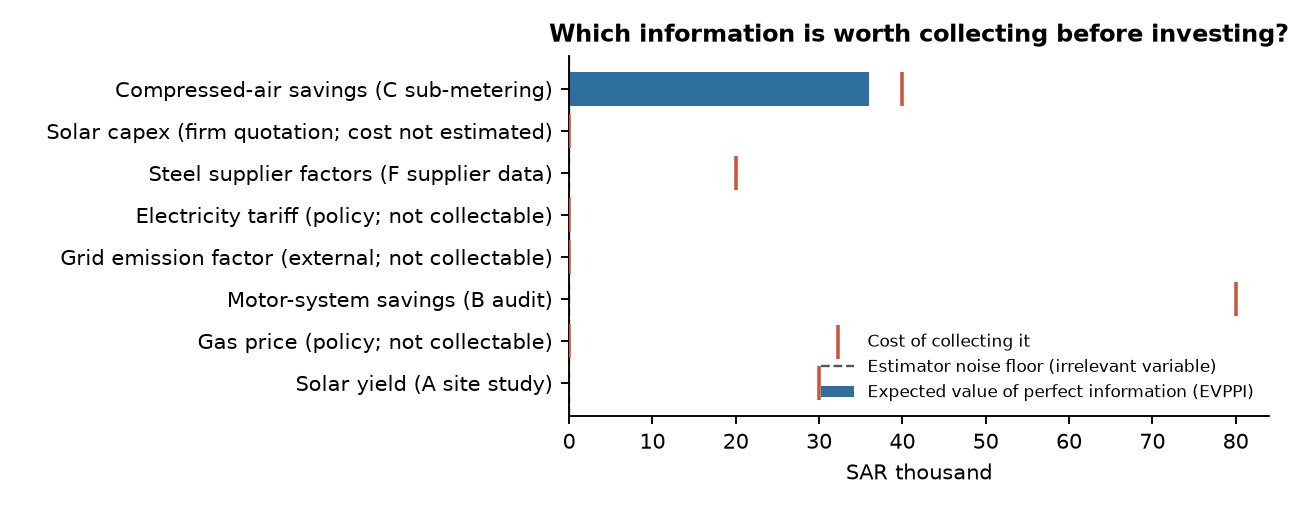 Which information is worth collecting before investing?
Compressed-air savings (C sub-metering)
Solar capex (firm quotation; cost not estimated)
Steel supplier factors (F supplier data)
Electricity tariff (policy; not collectable)
Grid emission factor (external; not collectable)
Motor-system savings (B audit)
Gas price (policy; not collectable)
Solar yield (A site study)
Cost of collecting it
Estimator noise floor (irrelevant variable)
Expected value of perfect information (EVPPI)
0 10 20 30 40 50 60 70 80
SAR thousand